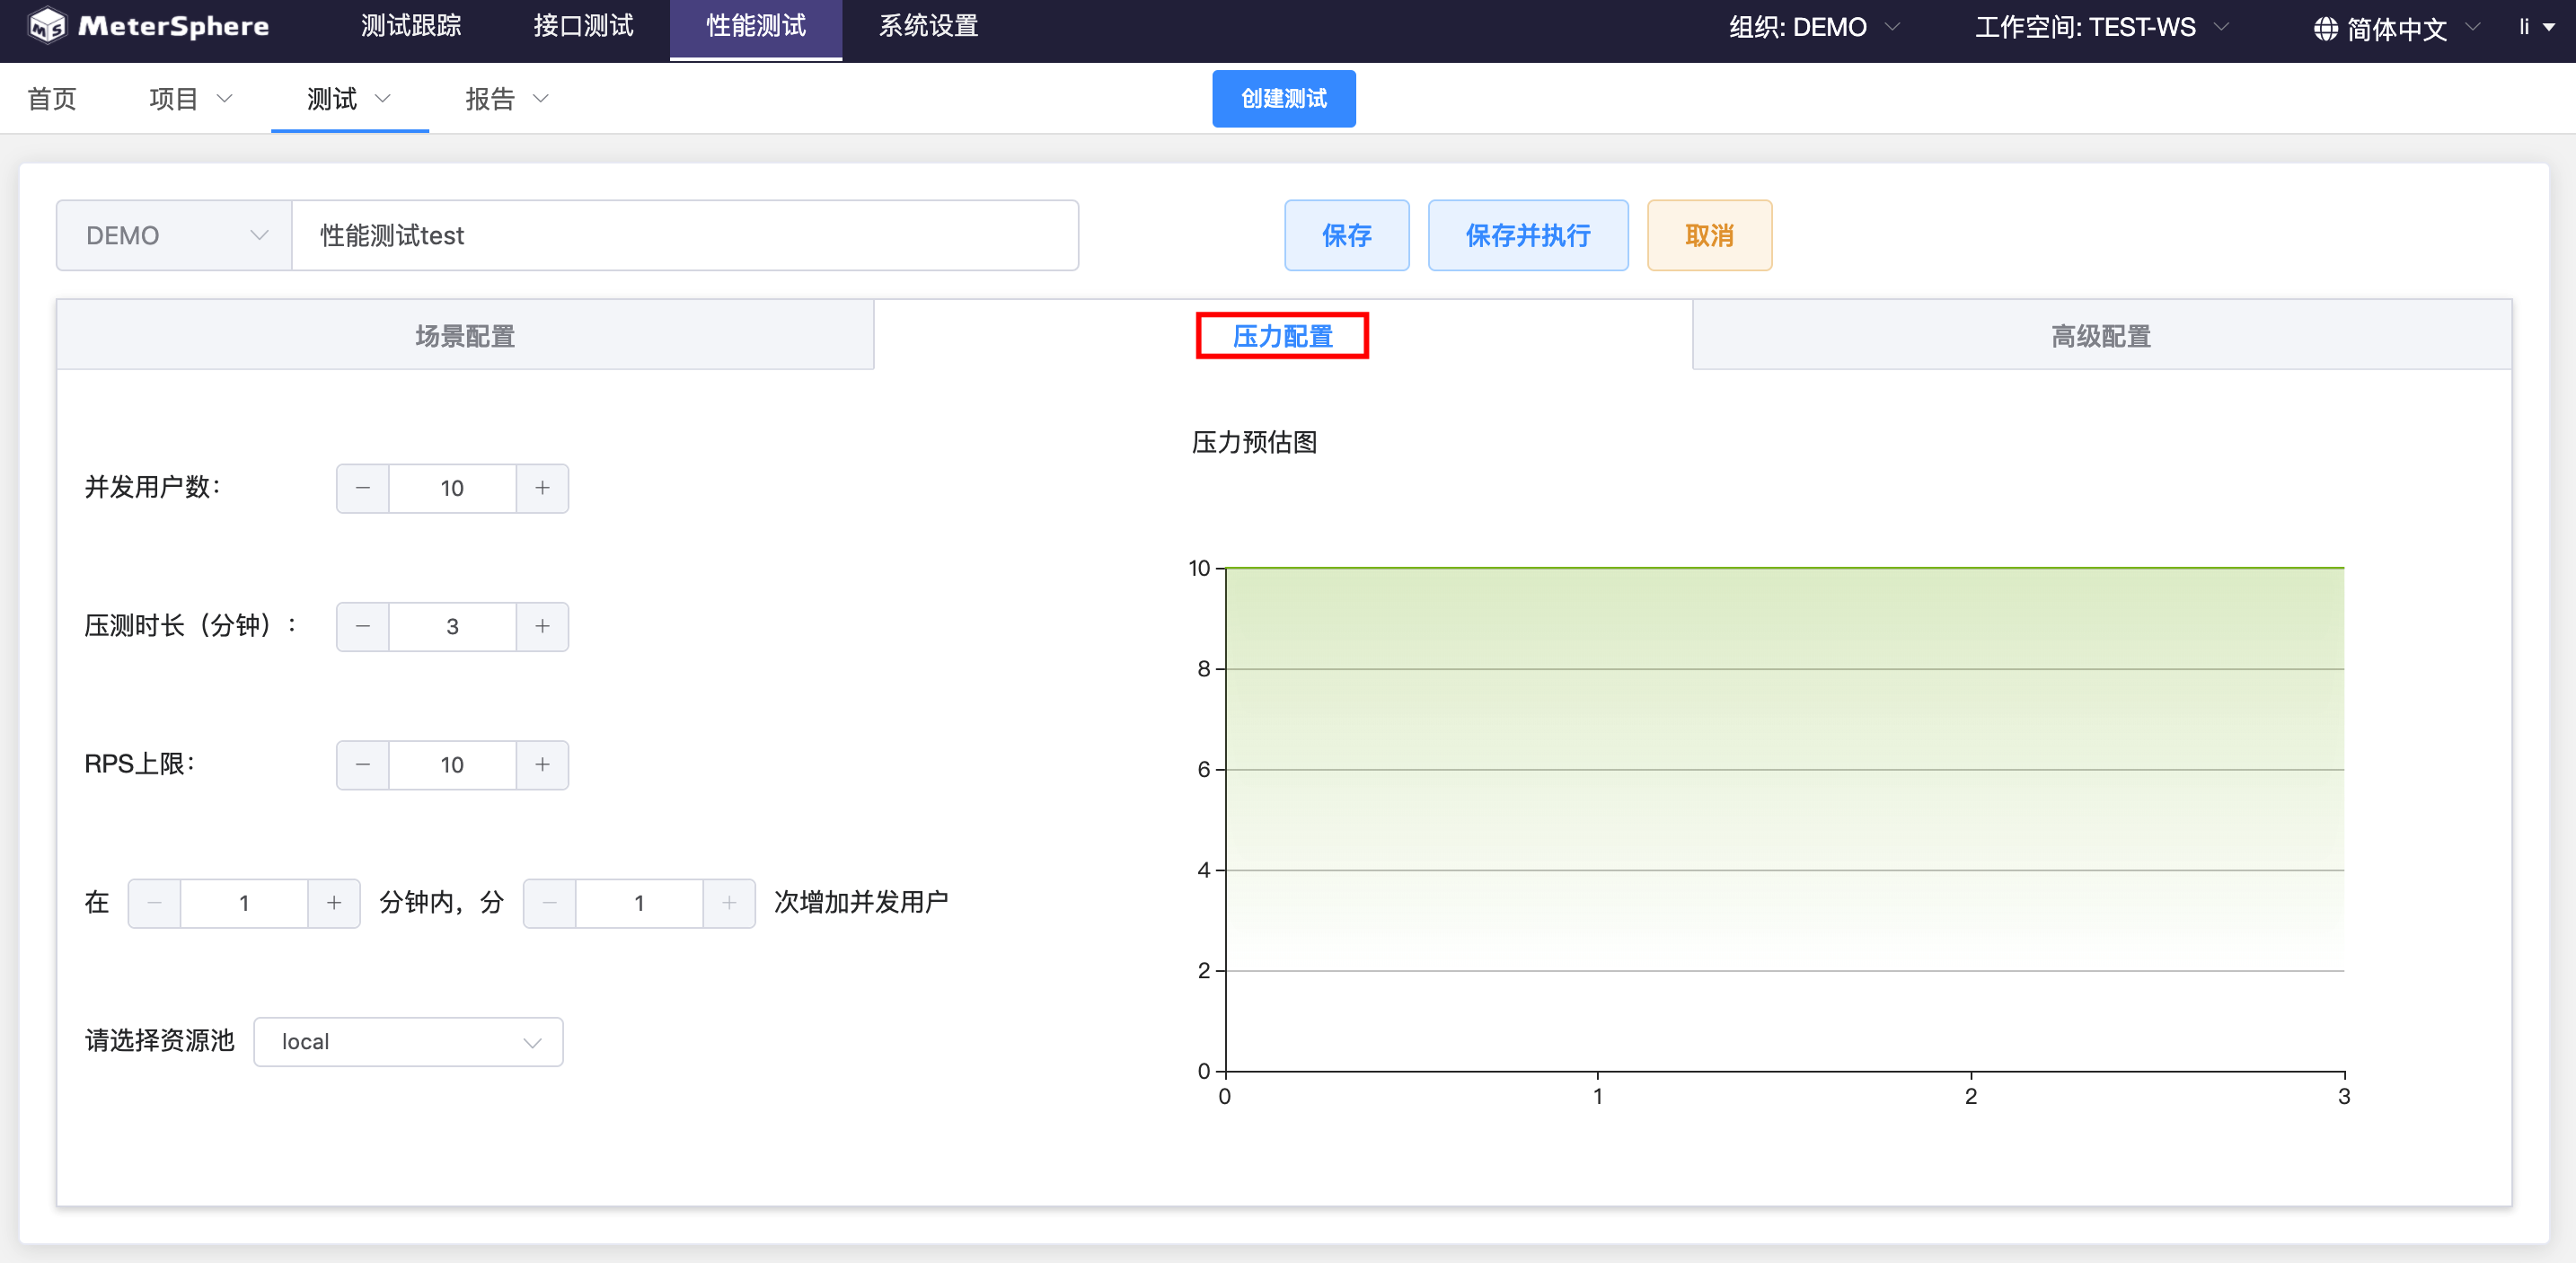 MeterSphere 测试跟踪 接口测试 性能测试 系统设置 组织: DEMO 工作空间: TEST-WS 简体中文 li
首页 项目 测试 报告 创建测试
DEMO 性能测试test 保存 保存并执行 取消
场景配置 压力配置 高级配置
并发用户数： 10
压测时长（分钟）： 3
RPS上限： 10
在 1 分钟内，分 1 次增加并发用户
请选择资源池 local
压力预估图
10
8
6
4
2
0
0 1 2 3